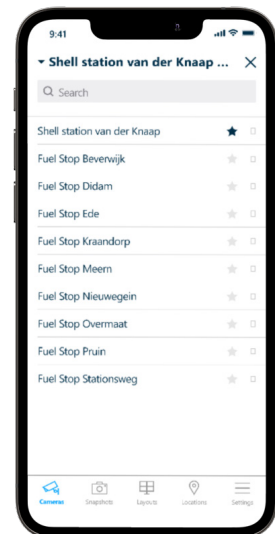 9:41
Shell station van der Knaap ...
Search
Shell station van der Knaap
Fuel Stop Beverwijk
Fuel Stop Didam
Fuel Stop Ede
Fuel Stop Kraandorp
Fuel Stop Meern
Fuel Stop Nieuwegein
Fuel Stop Overmaat
Fuel Stop Pruin
Fuel Stop Stationsweg
Cameras Snapshots Layouts Locations Settings